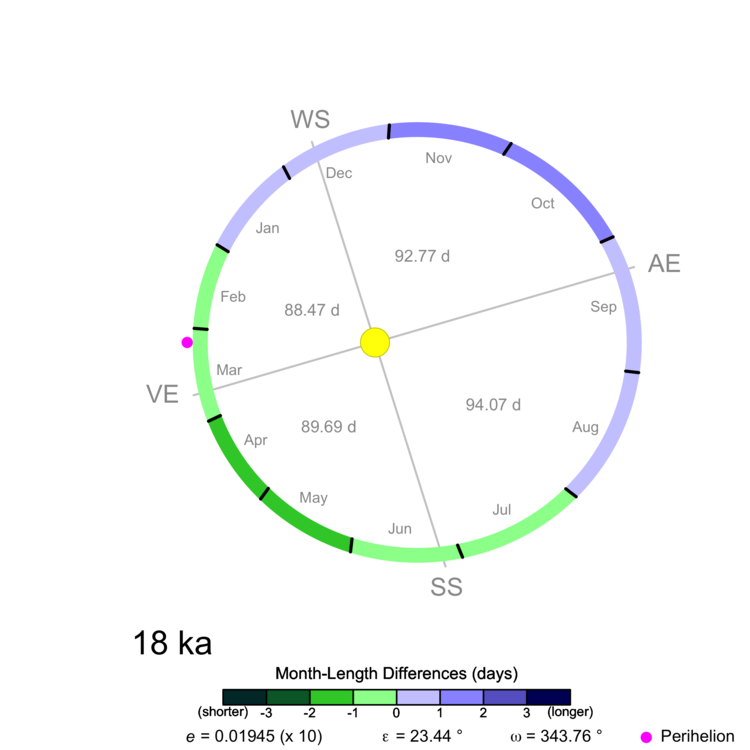 WS
Nov
Dec
Oct
Jan
92.77 d
AE
Feb
88.47 d
Sep
Mar
VE
94.07 d
89.69 d
Aug
Apr
May
Jul
Jun
SS
18 ka
Month-Length Differences (days)
(shorter) -3 -2 -1 0 1 2 3 (longer)
e = 0.01945 (x 10) ε = 23.44 ° ω = 343.76 ° Perihelion